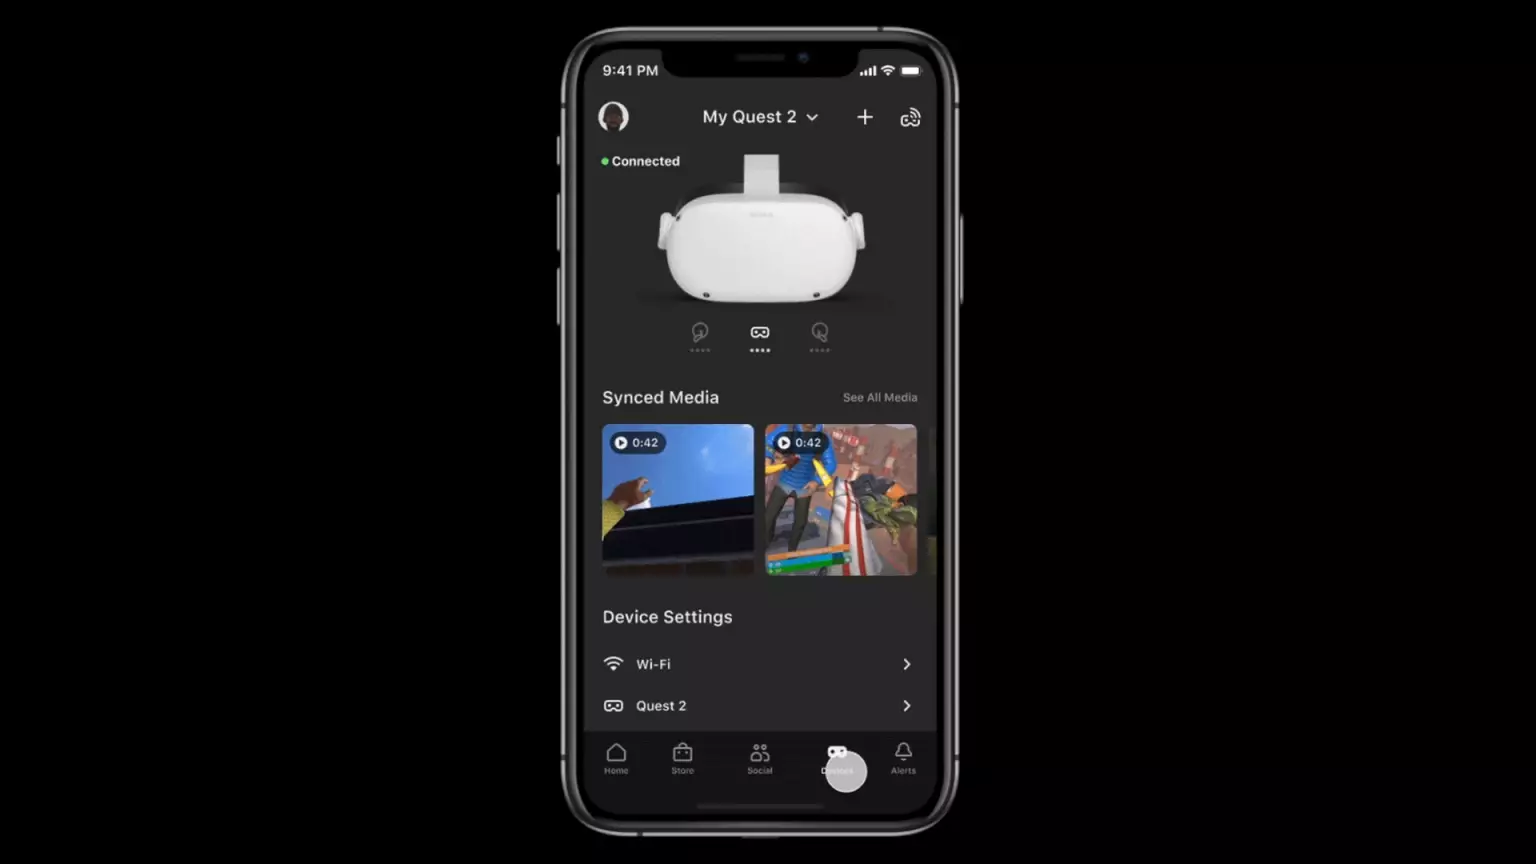 9:41 PM
My Quest 2
Connected
Synced Media
See All Media
0:42
0:42
Device Settings
Wi-Fi
Quest 2
Home
Store
Social
Devices
Alerts